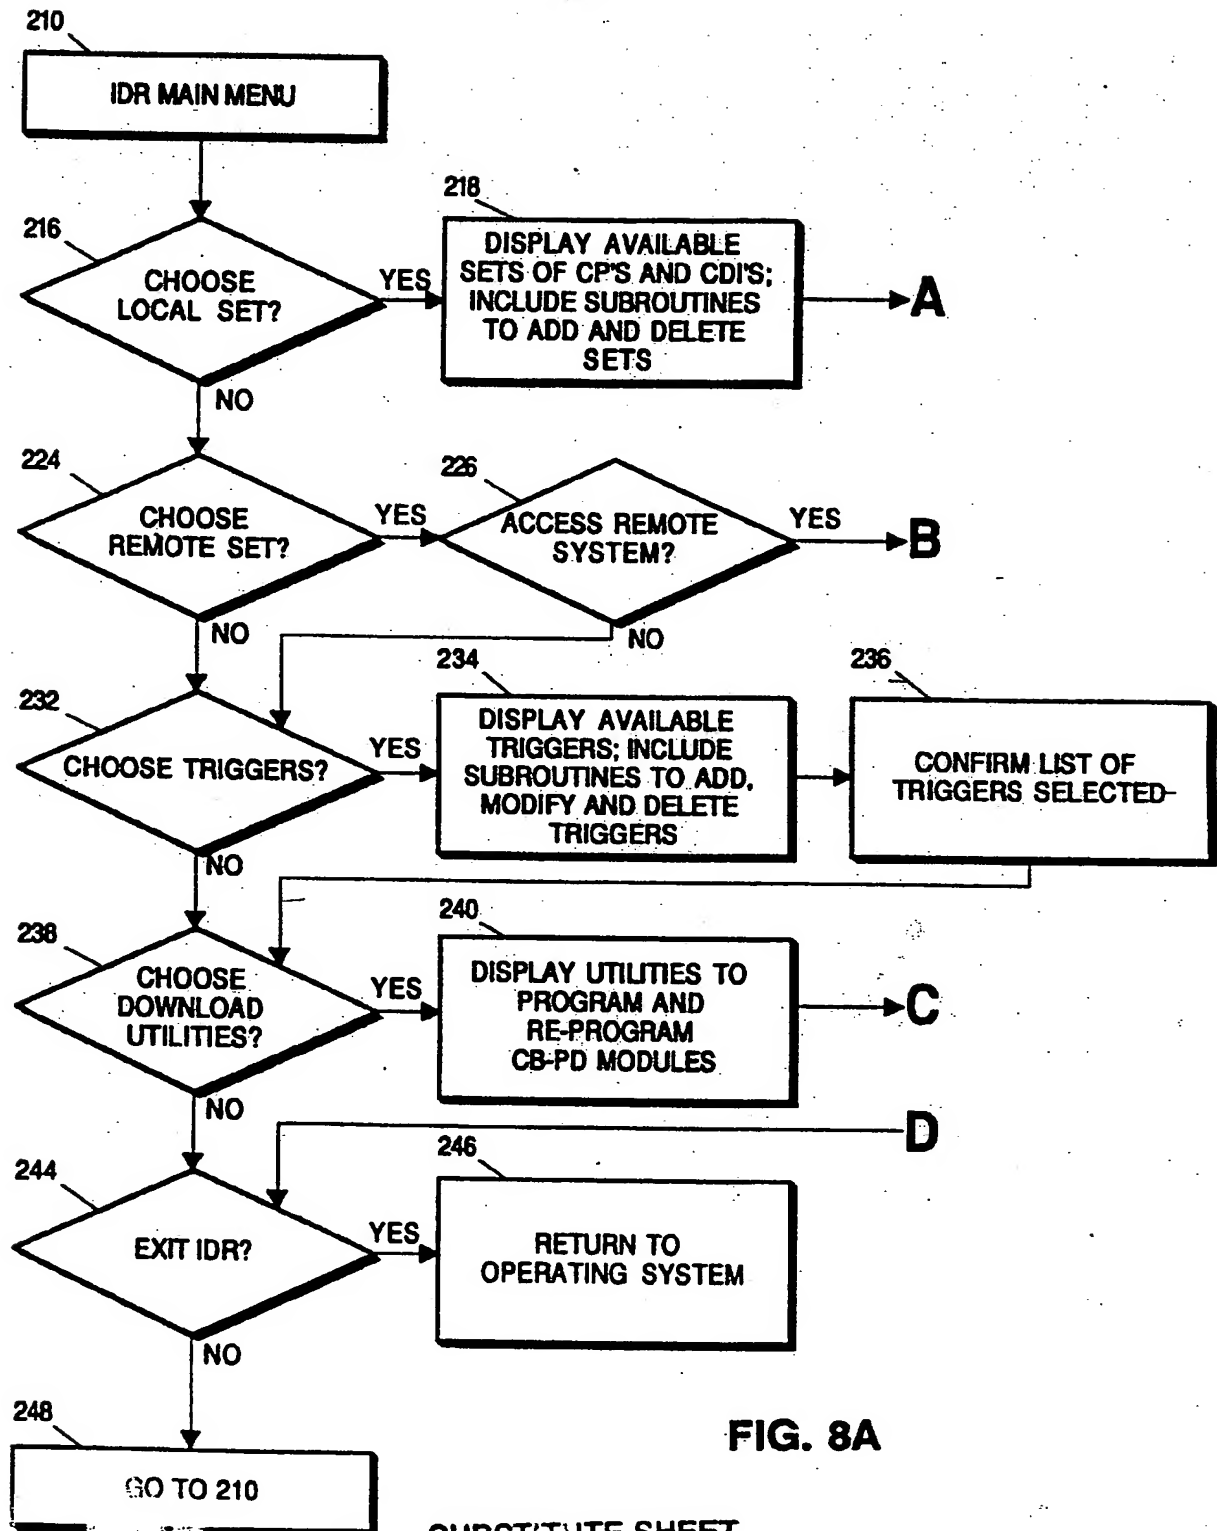 210
IDR MAIN MENU
216
CHOOSE
LOCAL SET?
YES
NO
218
DISPLAY AVAILABLE
SETS OF CP'S AND CDI'S;
INCLUDE SUBROUTINES
TO ADD AND DELETE
SETS
A
224
CHOOSE
REMOTE SET?
YES
NO
226
ACCESS REMOTE
SYSTEM?
YES
B
NO
232
CHOOSE TRIGGERS?
YES
NO
234
DISPLAY AVAILABLE
TRIGGERS; INCLUDE
SUBROUTINES TO ADD,
MODIFY AND DELETE
TRIGGERS
236
CONFIRM LIST OF
TRIGGERS SELECTED
238
CHOOSE
DOWNLOAD
UTILITIES?
YES
NO
240
DISPLAY UTILITIES TO
PROGRAM AND
RE-PROGRAM
CB-PD MODULES
C
D
244
EXIT IDR?
YES
NO
246
RETURN TO
OPERATING SYSTEM
248
GO TO 210
FIG. 8A
SUBSTITUTE SHEET